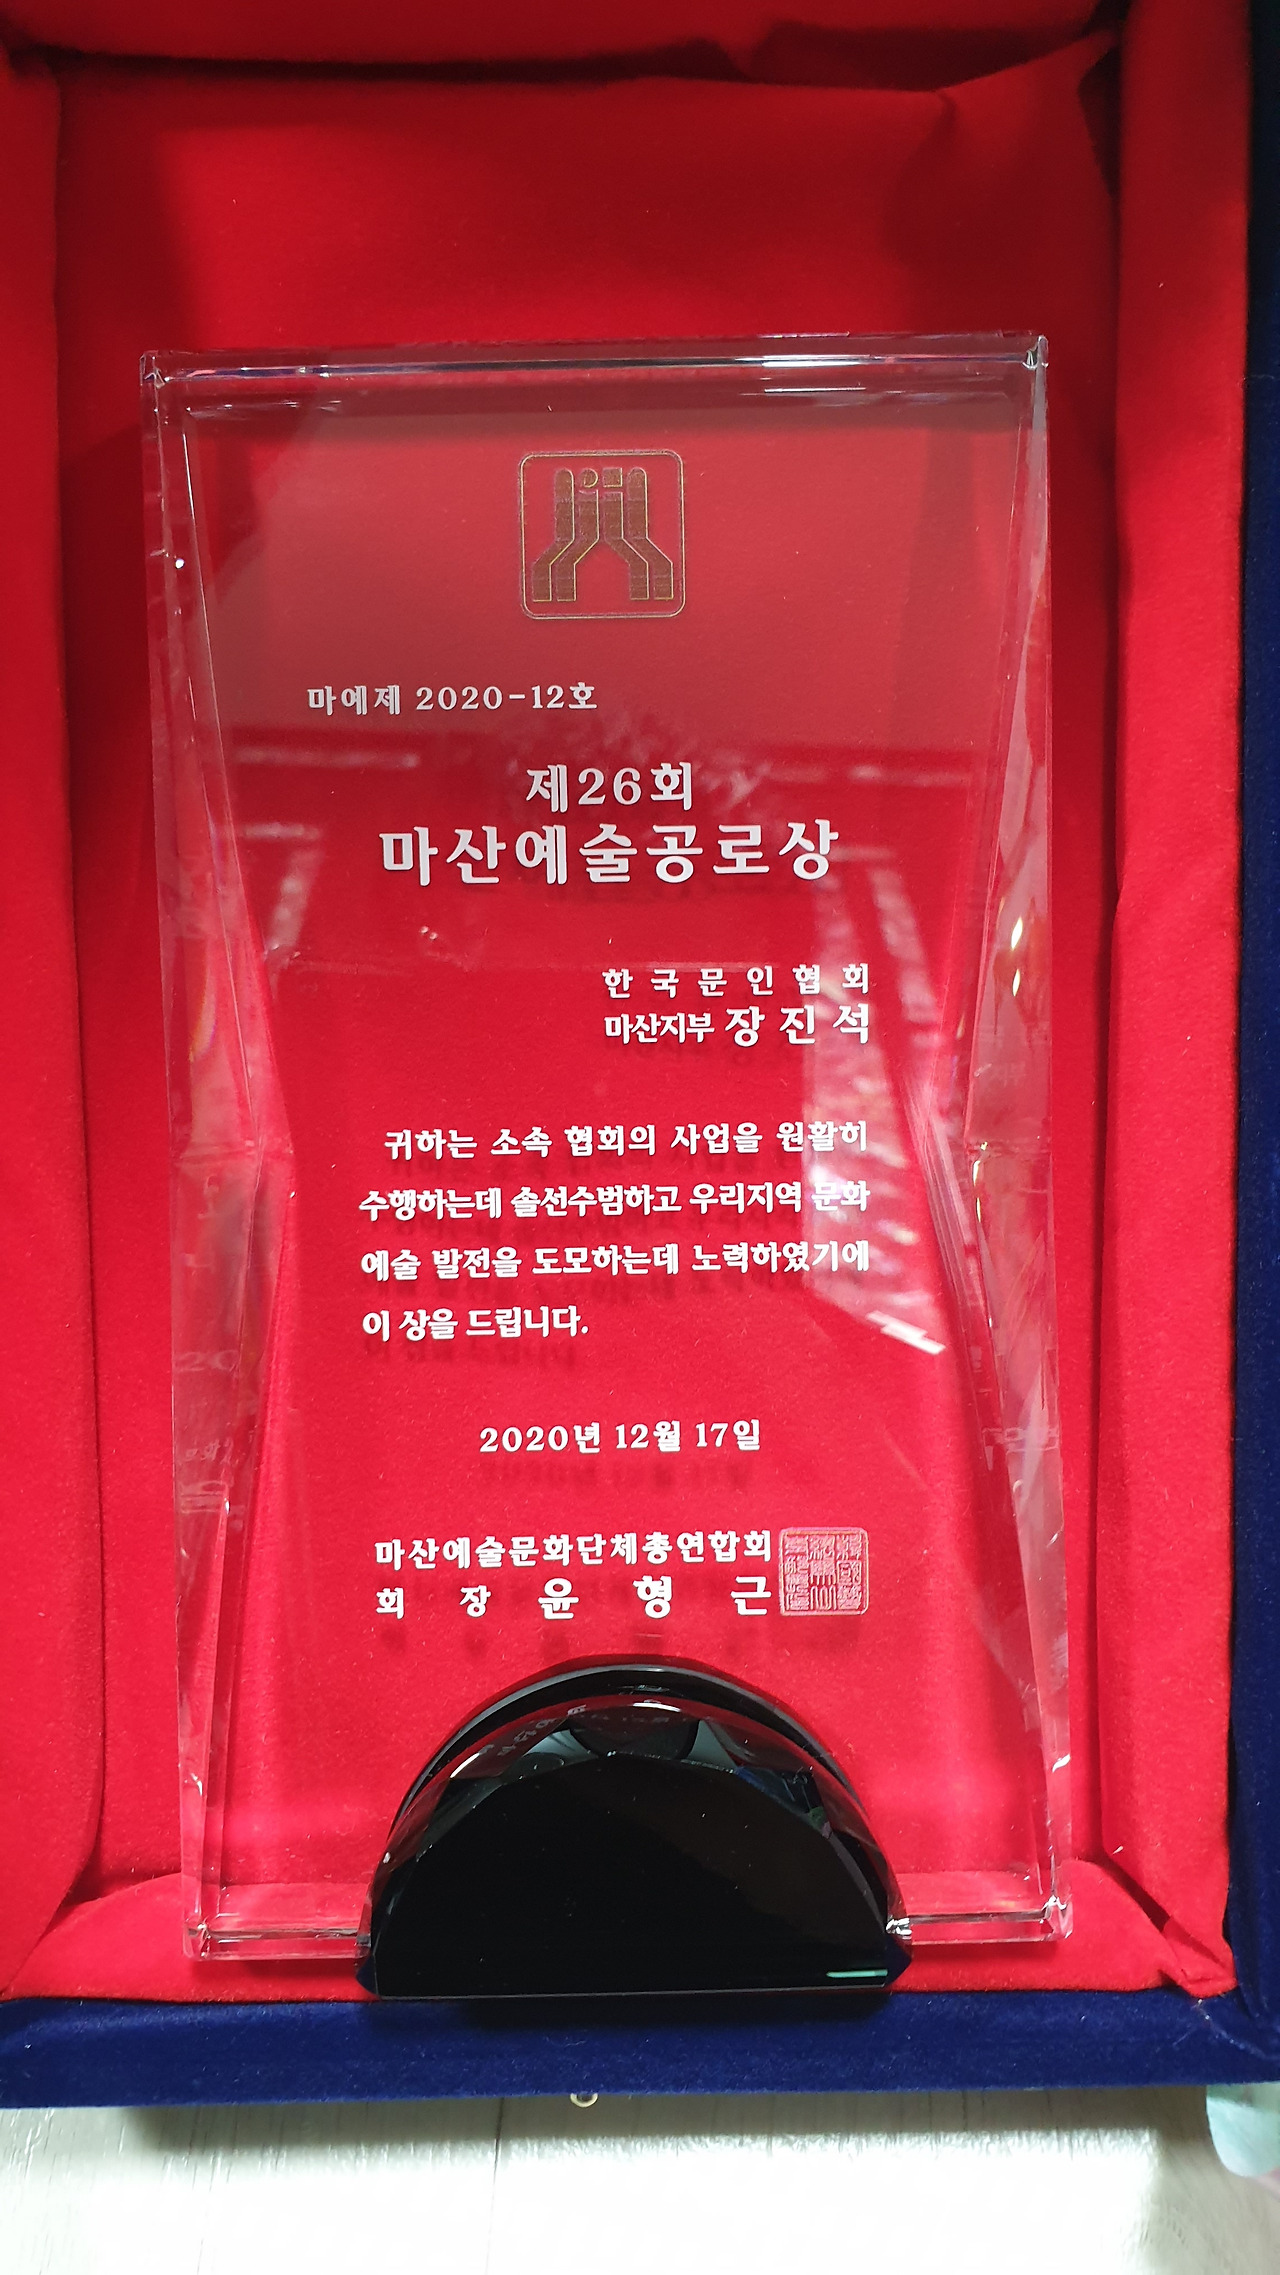 마예제 2020-12호
제26회
마산예술공로상
한국문인협회
마산지부 장진석
귀하는 소속 협회의 사업을 원활히
수행하는데 솔선수범하고 우리지역 문화
예술 발전을 도모하는데 노력하였기에
이 상을 드립니다.
2020년 12월 17일
마산예술문화단체총연합회
회장 윤형근